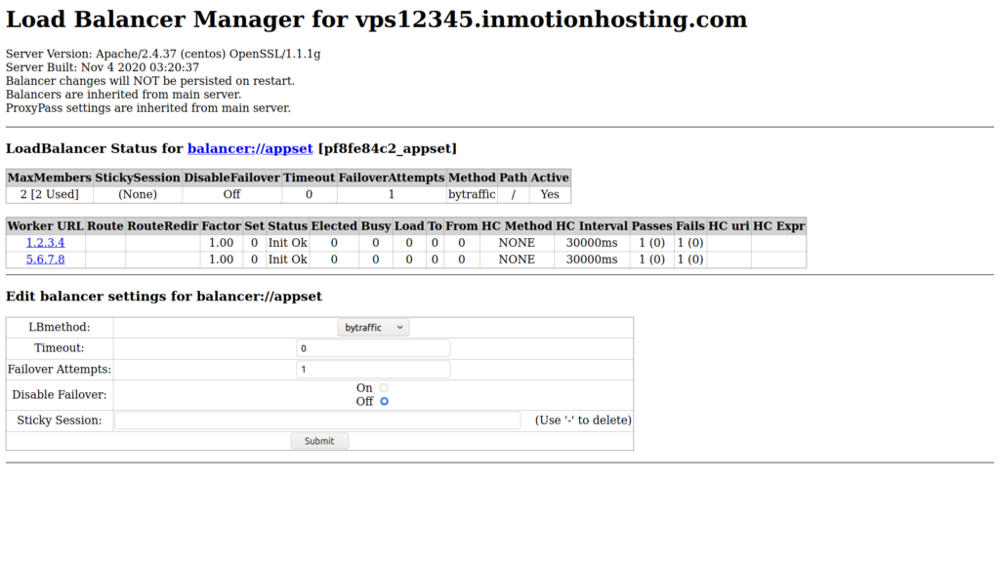 Load Balancer Manager for vps12345.inmotionhosting.com
Server Version: Apache/2.4.37 (centos) OpenSSL/1.1.1g
Server Built: Nov 4 2020 03:20:37
Balancer changes will NOT be persisted on restart.
Balancers are inherited from main server.
ProxyPass settings are inherited from main server.
LoadBalancer Status for balancer://appset [pf8fe84c2_appset]
MaxMembers StickySession DisableFailover Timeout FailoverAttempts Method Path Active
2 [2 Used] (None) Off 0 1 bytraffic / Yes
Worker URL Route RouteRedir Factor Set Status Elected Busy Load To From HC Method HC Interval Passes Fails HC uri HC Expr
1.2.3.4 1.00 0 Init Ok 0 0 0 0 0 NONE 30000ms 1 (0) 1 (0)
5.6.7.8 1.00 0 Init Ok 0 0 0 0 0 NONE 30000ms 1 (0) 1 (0)
Edit balancer settings for balancer://appset
LBmethod: bytraffic
Timeout: 0
Failover Attempts: 1
Disable Failover: On
Off
Sticky Session: (Use '-' to delete)
Submit